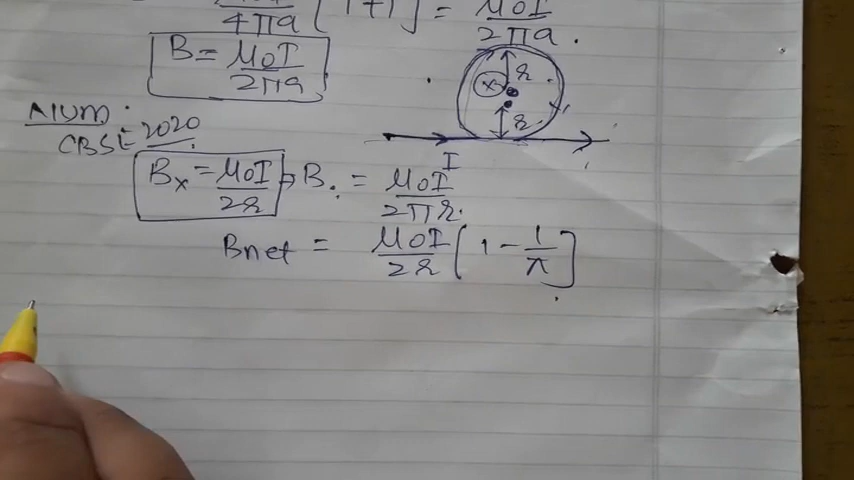 4πa [1+1] = μ0I / 2πa .
B = μ0I / 2πa
x r
r
I
Num:
CBSE 2020
Bx = μ0I / 2r , B. = μ0I / 2πr .
Bnet = μ0I / 2r [ 1 - 1/π ]